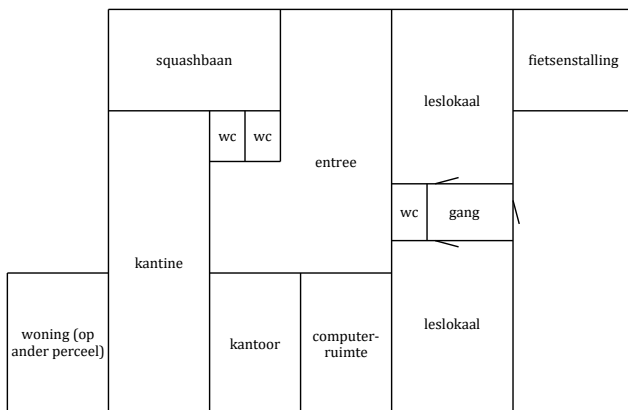 squashbaan
fietsenstalling
leslokaal
wc
wc
entree
wc
gang
kantine
woning (op
ander perceel)
kantoor
computer-
ruimte
leslokaal